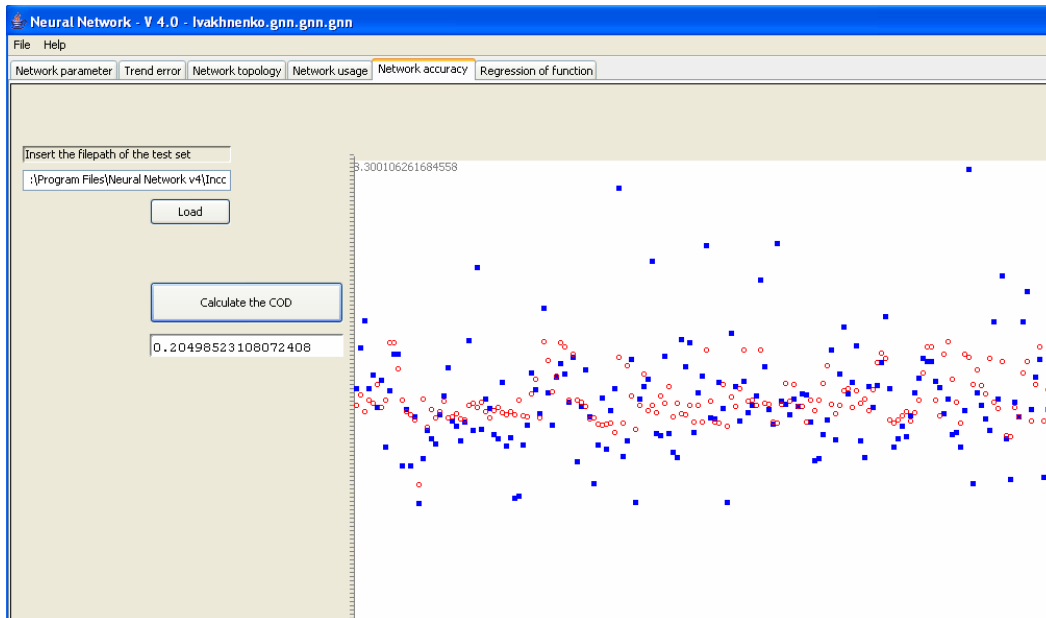 Neural Network - V 4.0 - Ivakhnenko.gnn.gnn.gnn
File Help
Network parameter Trend error Network topology Network usage Network accuracy Regression of function
Insert the filepath of the test set
:\Program Files\Neural Network v4\Incc
Load
Calculate the COD
0.20498523108072408
3.300106261684558